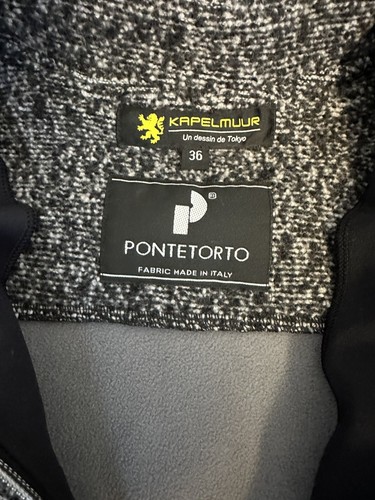 KAPELMUUR
Un dessin de Tokyo
36
PONTETORTO
FABRIC MADE IN ITALY